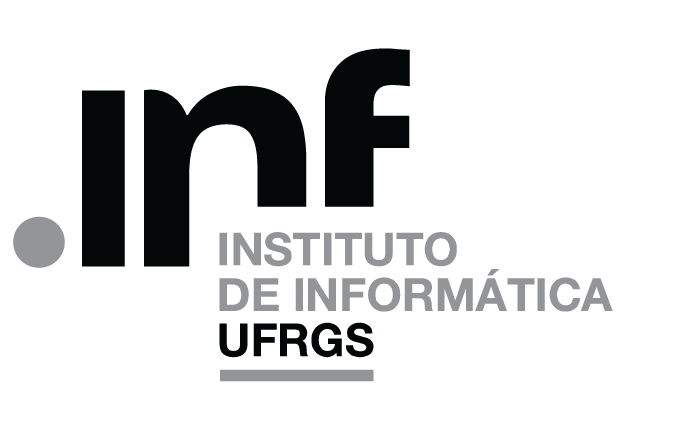 .inf
INSTITUTO
DE INFORMÁTICA
UFRGS